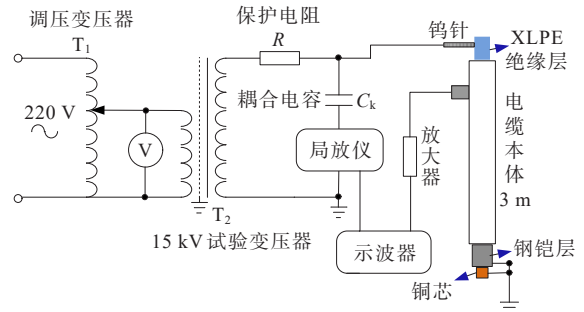 调压变压器
T1
220 V
V
保护电阻
R
耦合电容
Ck
局放仪
T2
15 kV试验变压器
示波器
放大器
钨针
XLPE
绝缘层
电缆本体
3 m
钢铠层
铜芯